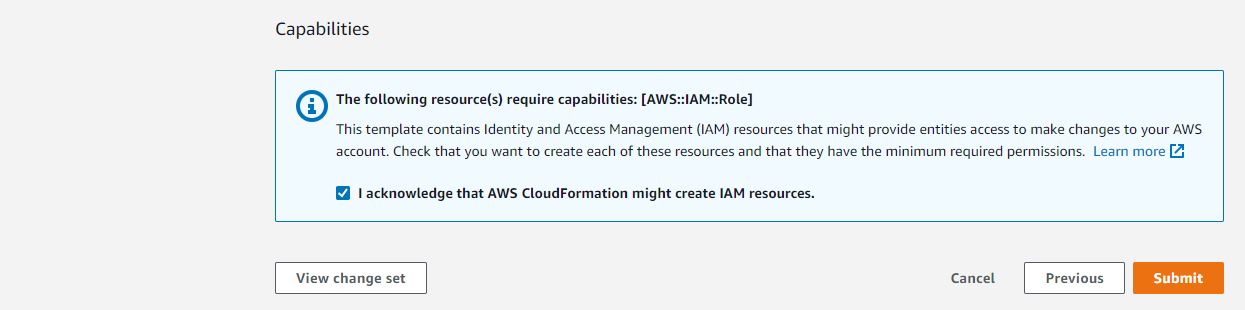 Capabilities
The following resource(s) require capabilities: [AWS::IAM::Role]
This template contains Identity and Access Management (IAM) resources that might provide entities access to make changes to your AWS
account. Check that you want to create each of these resources and that they have the minimum required permissions. Learn more
I acknowledge that AWS CloudFormation might create IAM resources.
View change set Cancel Previous Submit